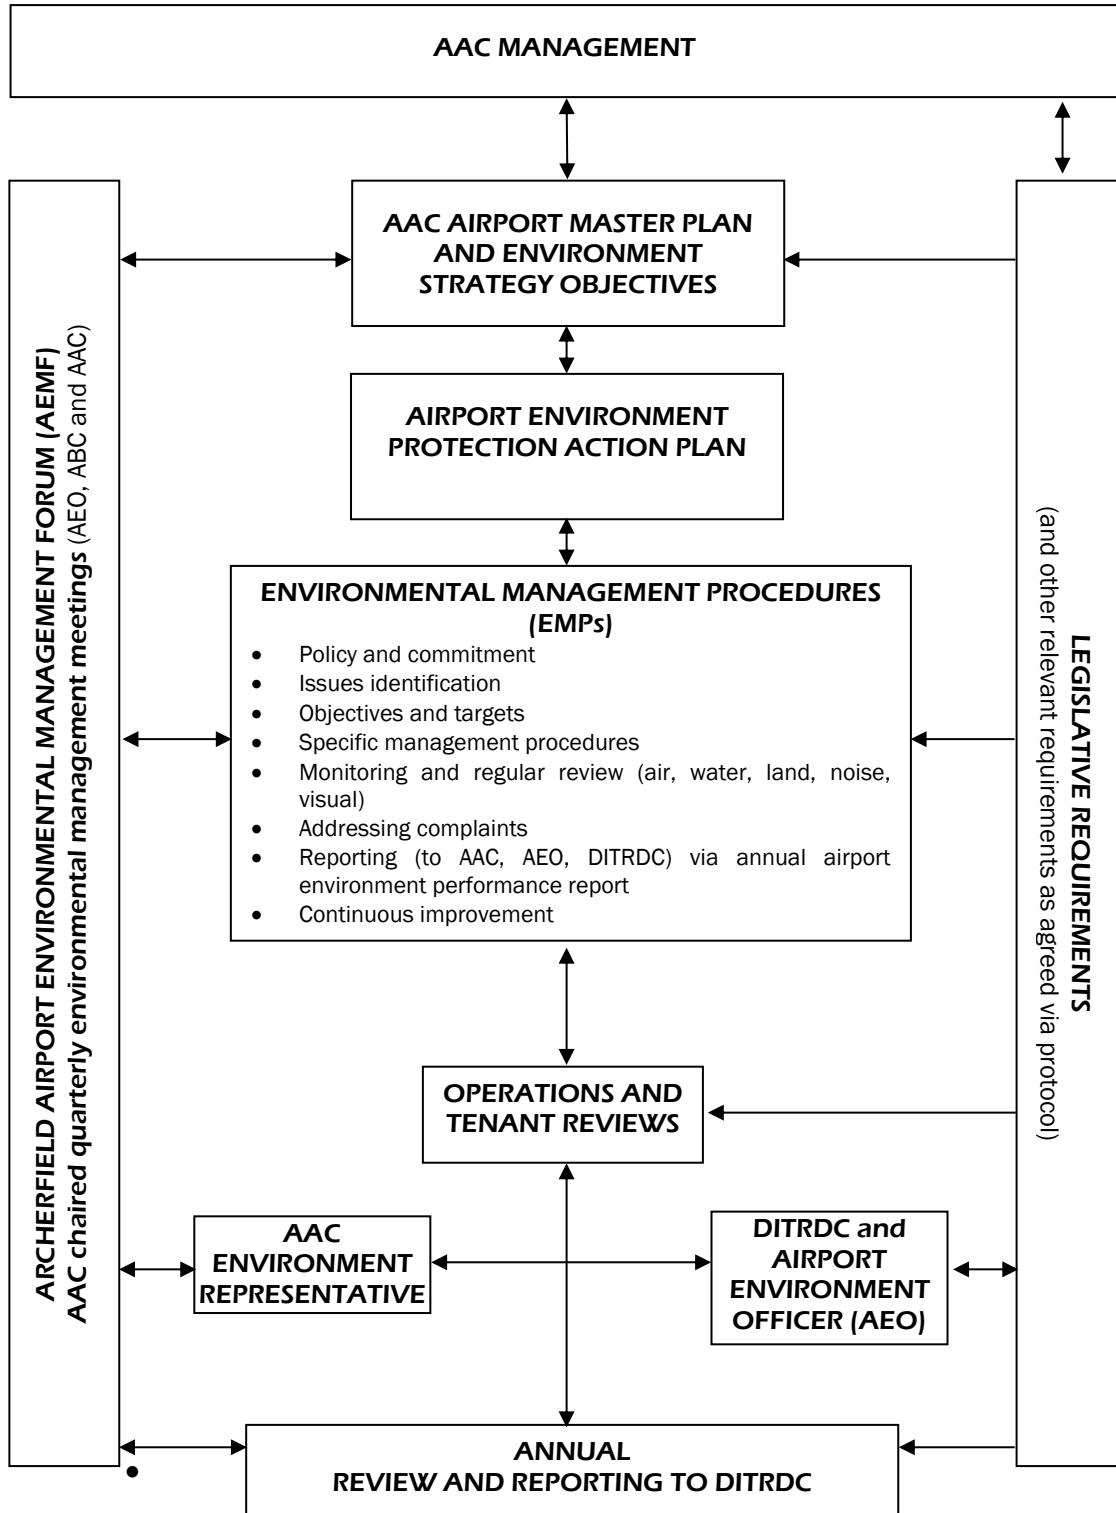 AAC MANAGEMENT
AAC AIRPORT MASTER PLAN
AND ENVIRONMENT
STRATEGY OBJECTIVES
AIRPORT ENVIRONMENT
PROTECTION ACTION PLAN
ARCHERFIELD AIRPORT ENVIRONMENTAL MANAGEMENT FORUM (AEMF)
AAC chaired quarterly environmental management meetings (AEO, ABC and AAC)
ENVIRONMENTAL MANAGEMENT PROCEDURES
(EMPs)
• Policy and commitment
• Issues identification
• Objectives and targets
• Specific management procedures
• Monitoring and regular review (air, water, land, noise,
visual)
• Addressing complaints
• Reporting (to AAC, AEO, DITRDC) via annual airport
environment performance report
• Continuous improvement
LEGISLATIVE REQUIREMENTS
(and other relevant requirements as agreed via protocol)
OPERATIONS AND
TENANT REVIEWS
AAC
ENVIRONMENT
REPRESENTATIVE
DITRDC and
AIRPORT
ENVIRONMENT
OFFICER (AEO)
ANNUAL
REVIEW AND REPORTING TO DITRDC
•